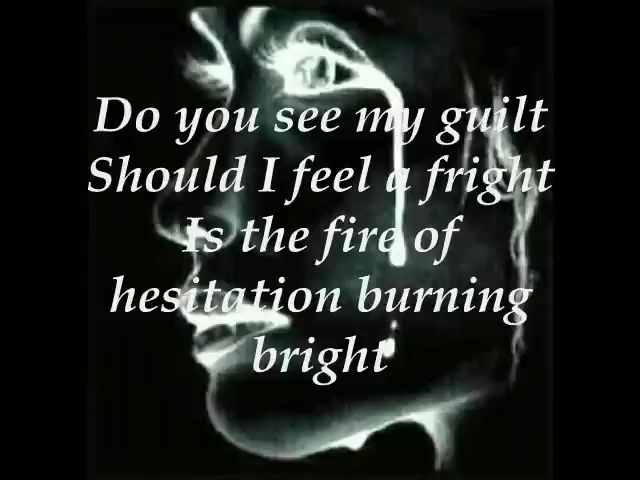 Do you see my guilt
Should I feel a fright
Is the fire of
hesitation burning
bright